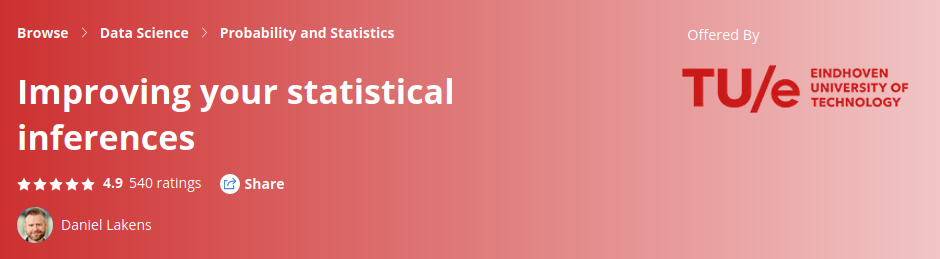 Browse > Data Science > Probability and Statistics
Offered By
Improving your statistical
inferences
TU/e EINDHOVEN
UNIVERSITY OF
TECHNOLOGY
4.9 540 ratings Share
Daniel Lakens